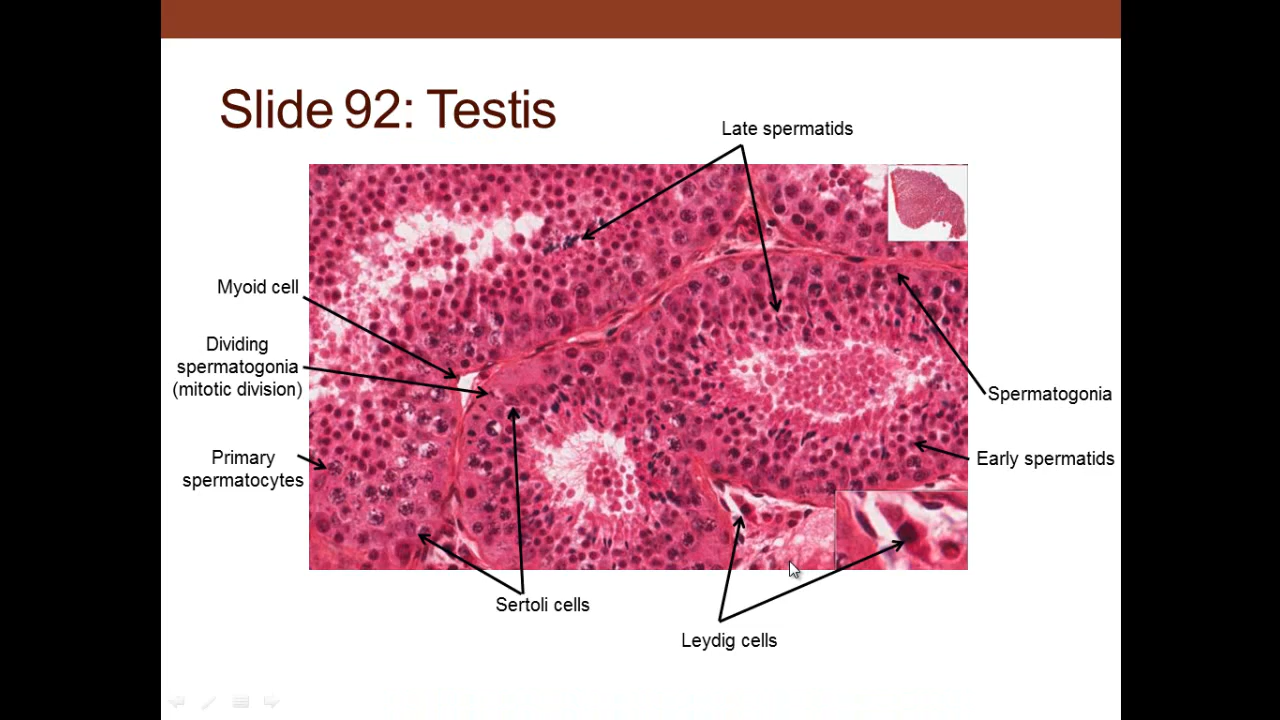 Slide 92: Testis
Late spermatids
Myoid cell
Dividing
spermatogonia
(mitotic division)
Spermatogonia
Primary
spermatocytes
Early spermatids
Sertoli cells
Leydig cells